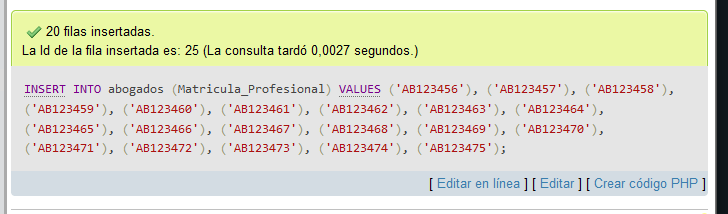 20 filas insertadas.
La Id de la fila insertada es: 25 (La consulta tardó 0,0027 segundos.)
INSERT INTO abogados (Matricula_Profesional) VALUES ('AB123456'), ('AB123457'), ('AB123458'),
('AB123459'), ('AB123460'), ('AB123461'), ('AB123462'), ('AB123463'), ('AB123464'),
('AB123465'), ('AB123466'), ('AB123467'), ('AB123468'), ('AB123469'), ('AB123470'),
('AB123471'), ('AB123472'), ('AB123473'), ('AB123474'), ('AB123475');
[ Editar en línea ] [ Editar ] [ Crear código PHP ]